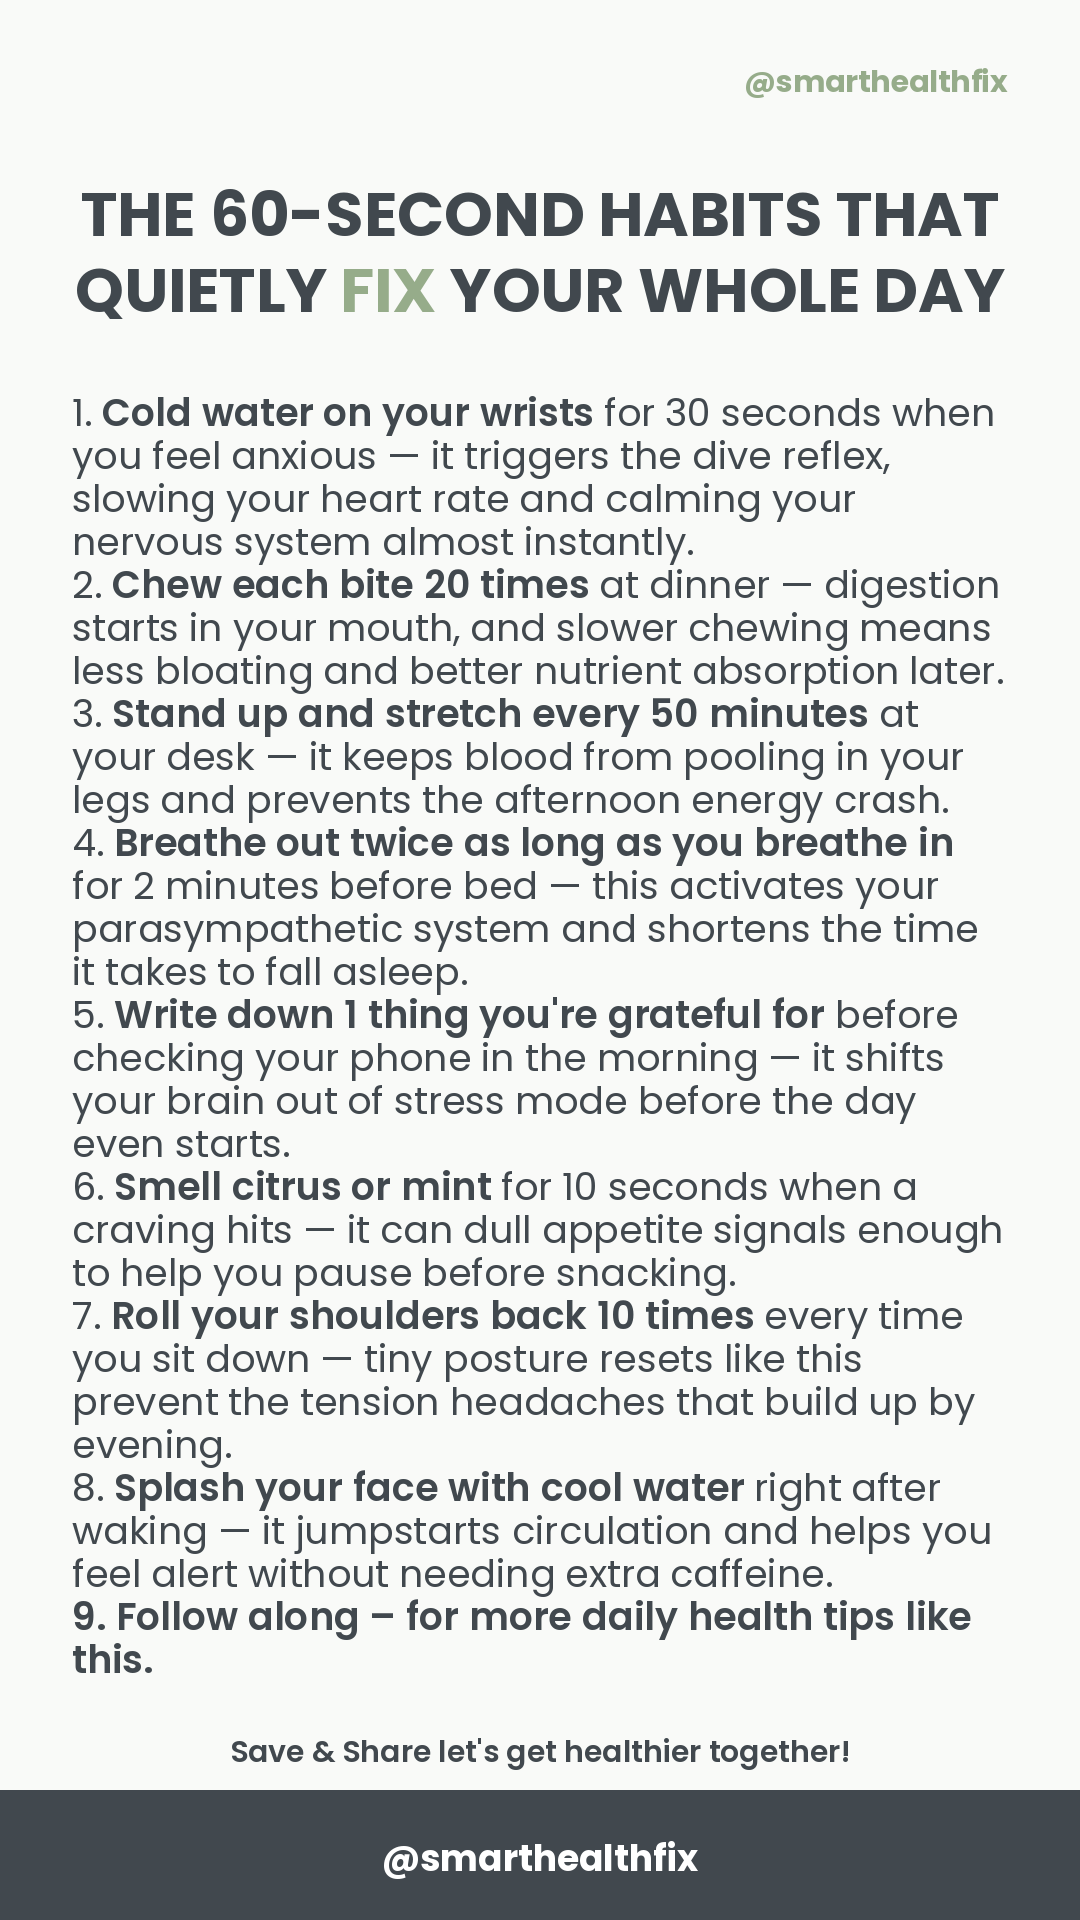 @smarthealthfix
THE 60-SECOND HABITS THAT
QUIETLY FIX YOUR WHOLE DAY
1. Cold water on your wrists for 30 seconds when
you feel anxious — it triggers the dive reflex,
slowing your heart rate and calming your
nervous system almost instantly.
2. Chew each bite 20 times at dinner — digestion
starts in your mouth, and slower chewing means
less bloating and better nutrient absorption later.
3. Stand up and stretch every 50 minutes at
your desk — it keeps blood from pooling in your
legs and prevents the afternoon energy crash.
4. Breathe out twice as long as you breathe in
for 2 minutes before bed — this activates your
parasympathetic system and shortens the time
it takes to fall asleep.
5. Write down 1 thing you're grateful for before
checking your phone in the morning — it shifts
your brain out of stress mode before the day
even starts.
6. Smell citrus or mint for 10 seconds when a
craving hits — it can dull appetite signals enough
to help you pause before snacking.
7. Roll your shoulders back 10 times every time
you sit down — tiny posture resets like this
prevent the tension headaches that build up by
evening.
8. Splash your face with cool water right after
waking — it jumpstarts circulation and helps you
feel alert without needing extra caffeine.
9. Follow along – for more daily health tips like
this.
Save & Share let's get healthier together!
@smarthealthfix